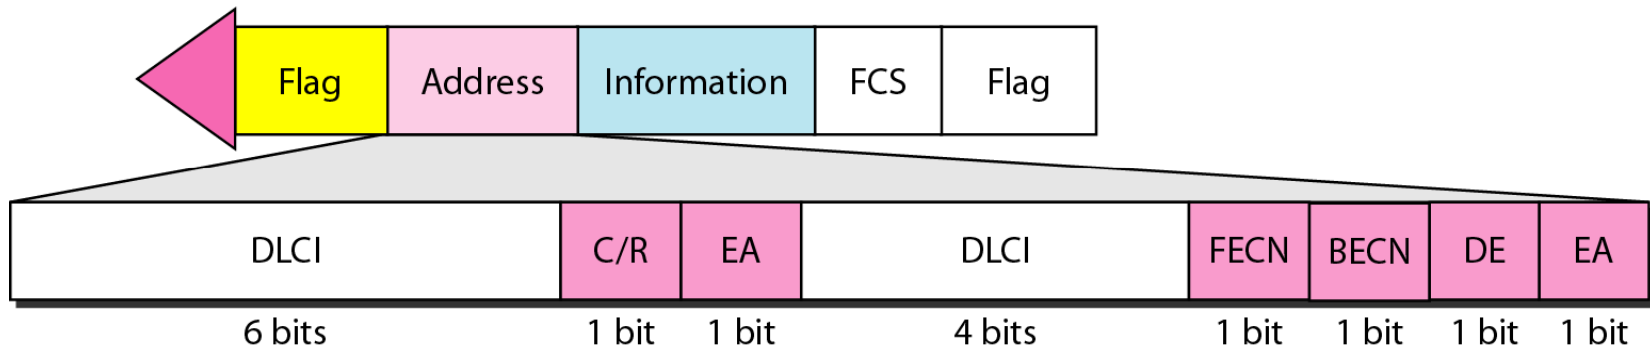 Flag Address Information FCS Flag
DLCI C/R EA DLCI FECN BECN DE EA
6 bits 1 bit 1 bit 4 bits 1 bit 1 bit 1 bit 1 bit